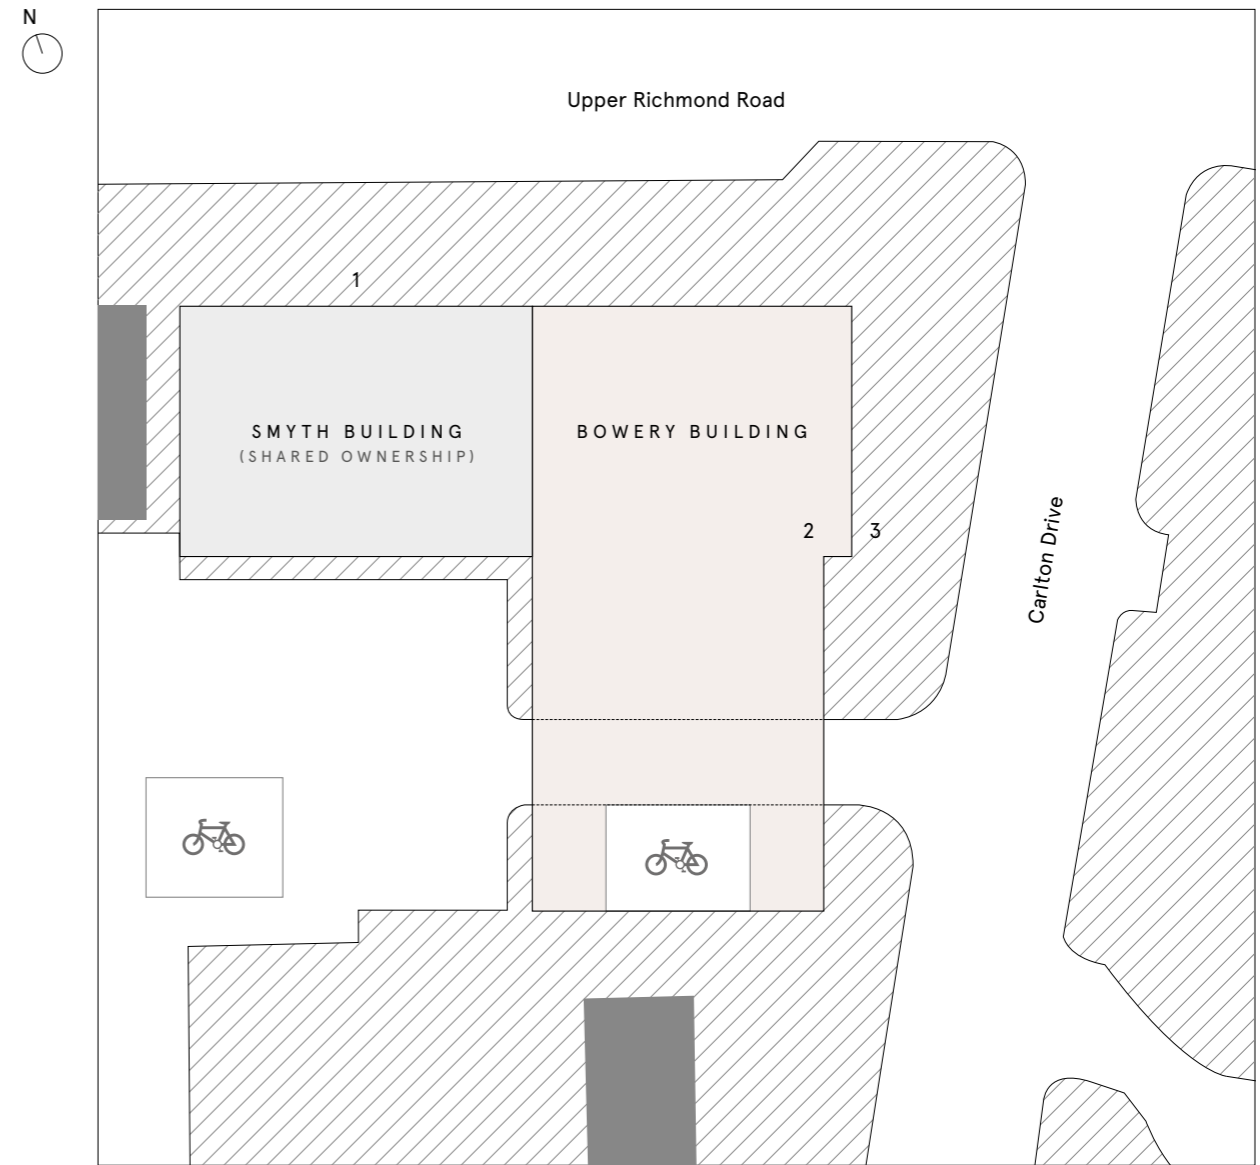 N
Upper Richmond Road
1
SMYTH BUILDING
(SHARED OWNERSHIP)
BOWERY BUILDING
2
3
Carlton Drive